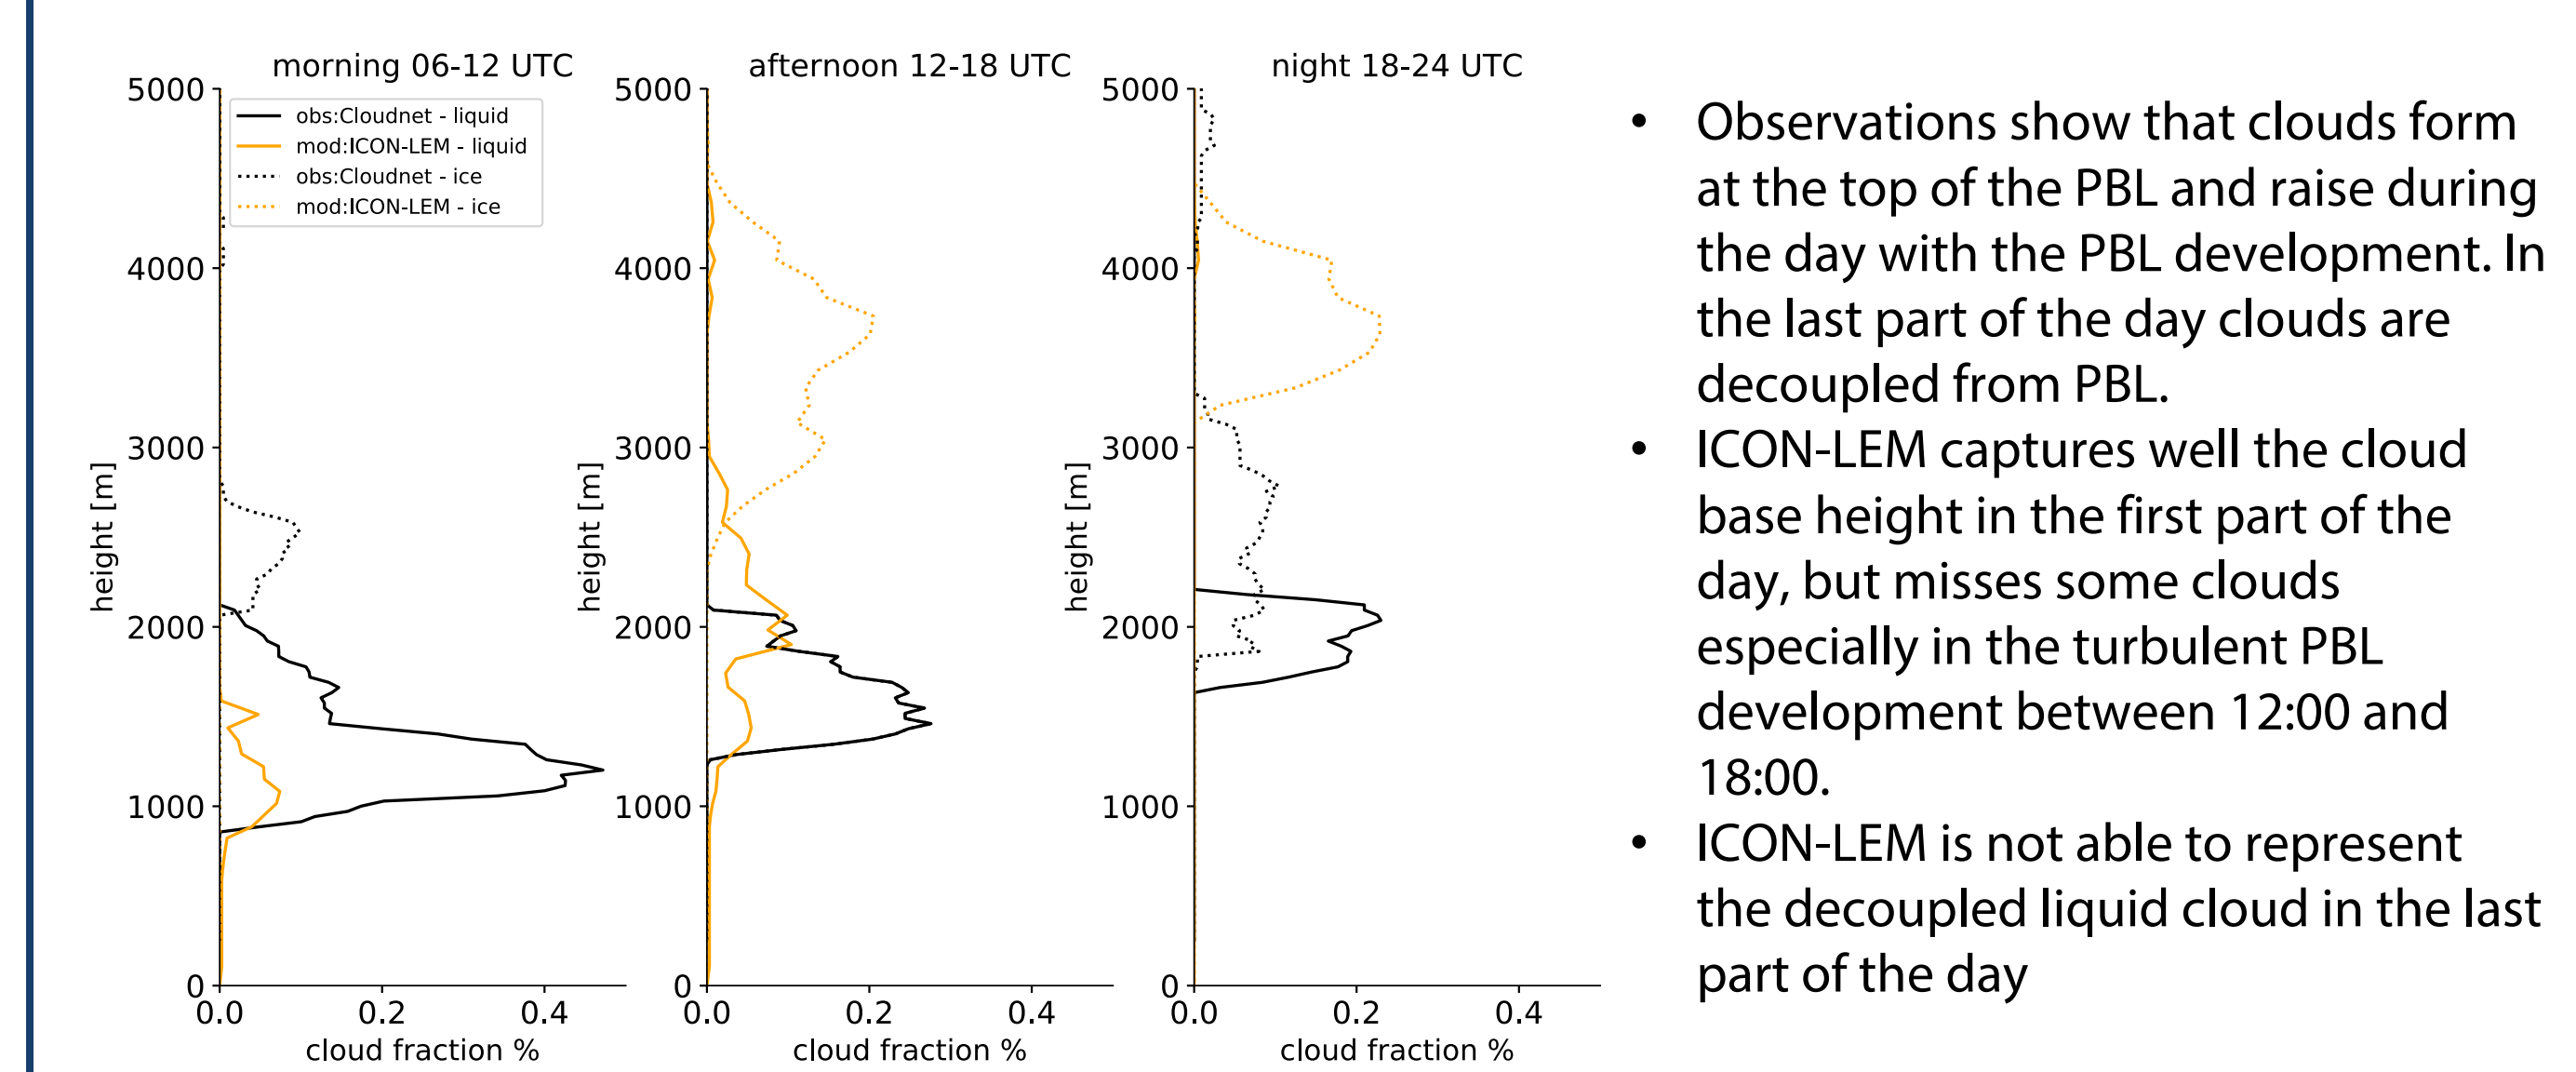 morning 06-12 UTC
5000
obs:Cloudnet - liquid
mod:ICON-LEM - liquid
obs:Cloudnet - ice
mod:ICON-LEM - ice
4000
3000
2000
1000
0
height [m]
0.0 0.2 0.4
cloud fraction %
afternoon 12-18 UTC
5000
4000
3000
2000
1000
0
height [m]
0.0 0.2 0.4
cloud fraction %
night 18-24 UTC
5000
4000
3000
2000
1000
0
height [m]
0.0 0.2 0.4
cloud fraction %
• Observations show that clouds form
at the top of the PBL and raise during
the day with the PBL development. In
the last part of the day clouds are
decoupled from PBL.
• ICON-LEM captures well the cloud
base height in the first part of the
day, but misses some clouds
especially in the turbulent PBL
development between 12:00 and
18:00.
• ICON-LEM is not able to represent
the decoupled liquid cloud in the last
part of the day